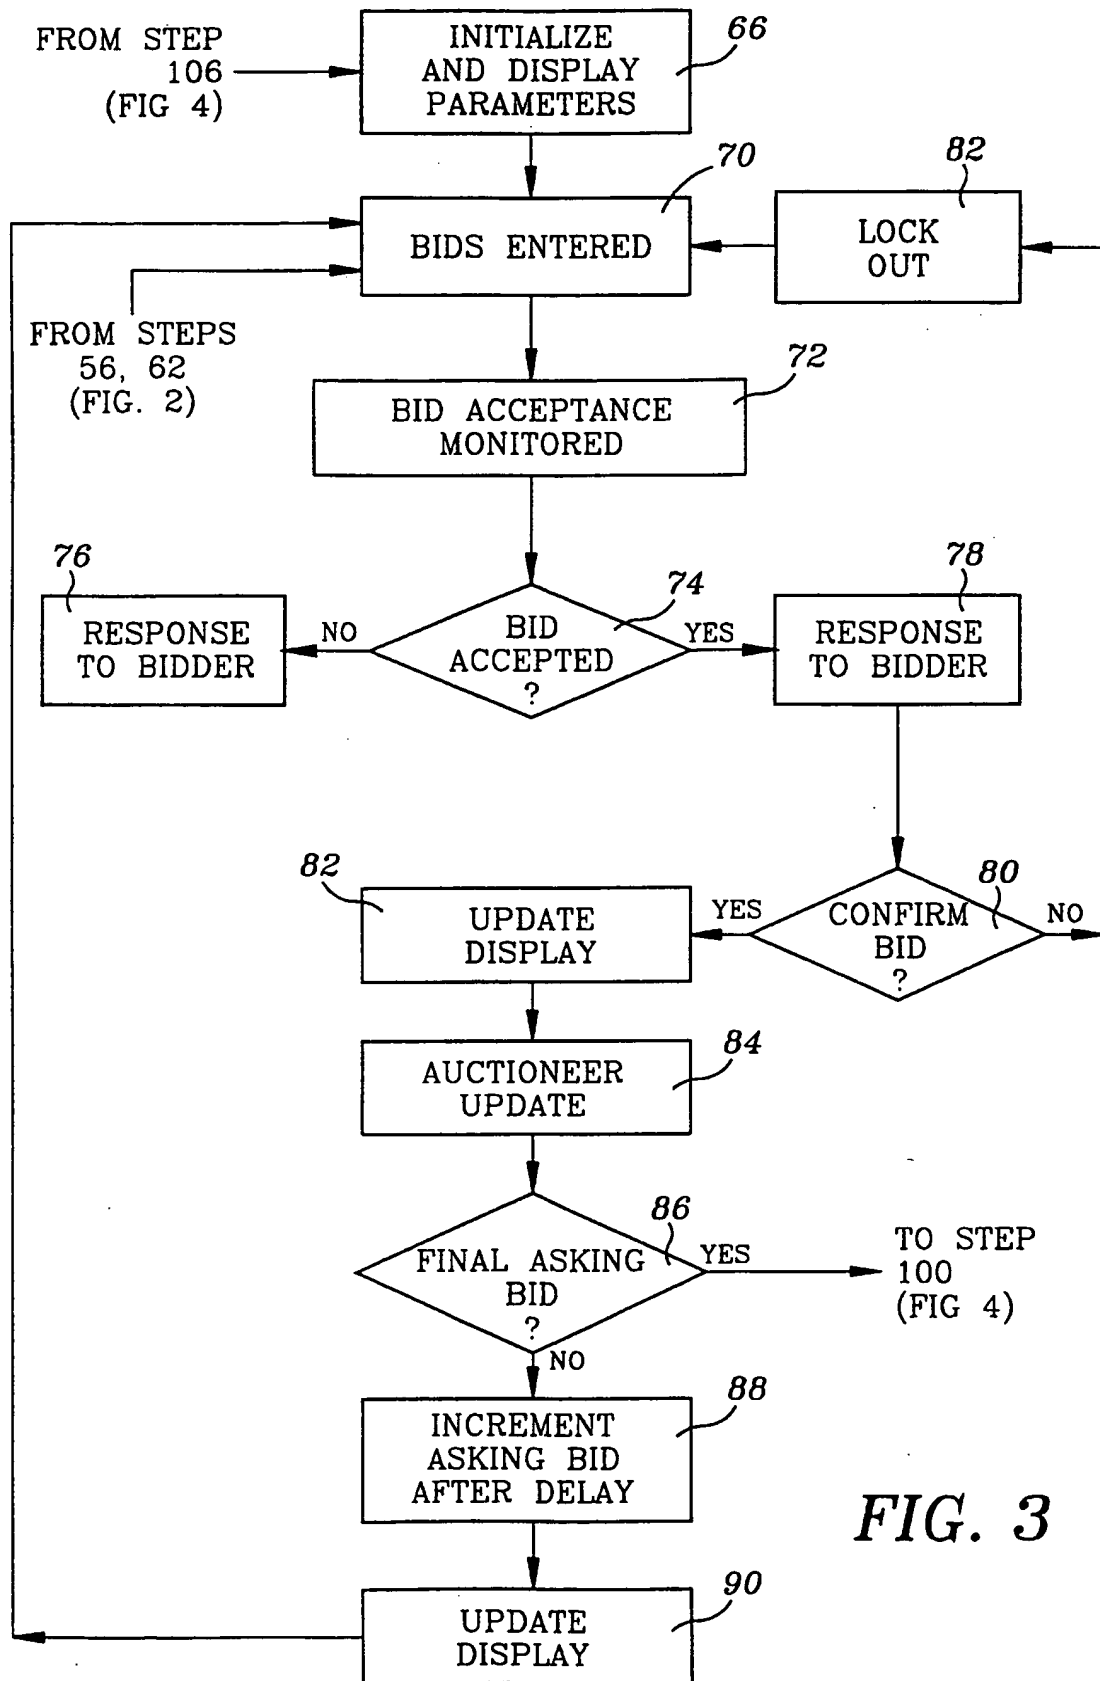 FROM STEP
106
(FIG 4)
INITIALIZE
AND DISPLAY
PARAMETERS
66
70
BIDS ENTERED
82
LOCK
OUT
FROM STEPS
56, 62
(FIG. 2)
72
BID ACCEPTANCE
MONITORED
76
RESPONSE
TO BIDDER
NO
74
BID
ACCEPTED
?
YES
78
RESPONSE
TO BIDDER
82
UPDATE
DISPLAY
YES
80
CONFIRM
BID
?
NO
84
AUCTIONEER
UPDATE
86
FINAL ASKING
BID
?
YES
TO STEP
100
(FIG 4)
NO
88
INCREMENT
ASKING BID
AFTER DELAY
FIG. 3
90
UPDATE
DISPLAY